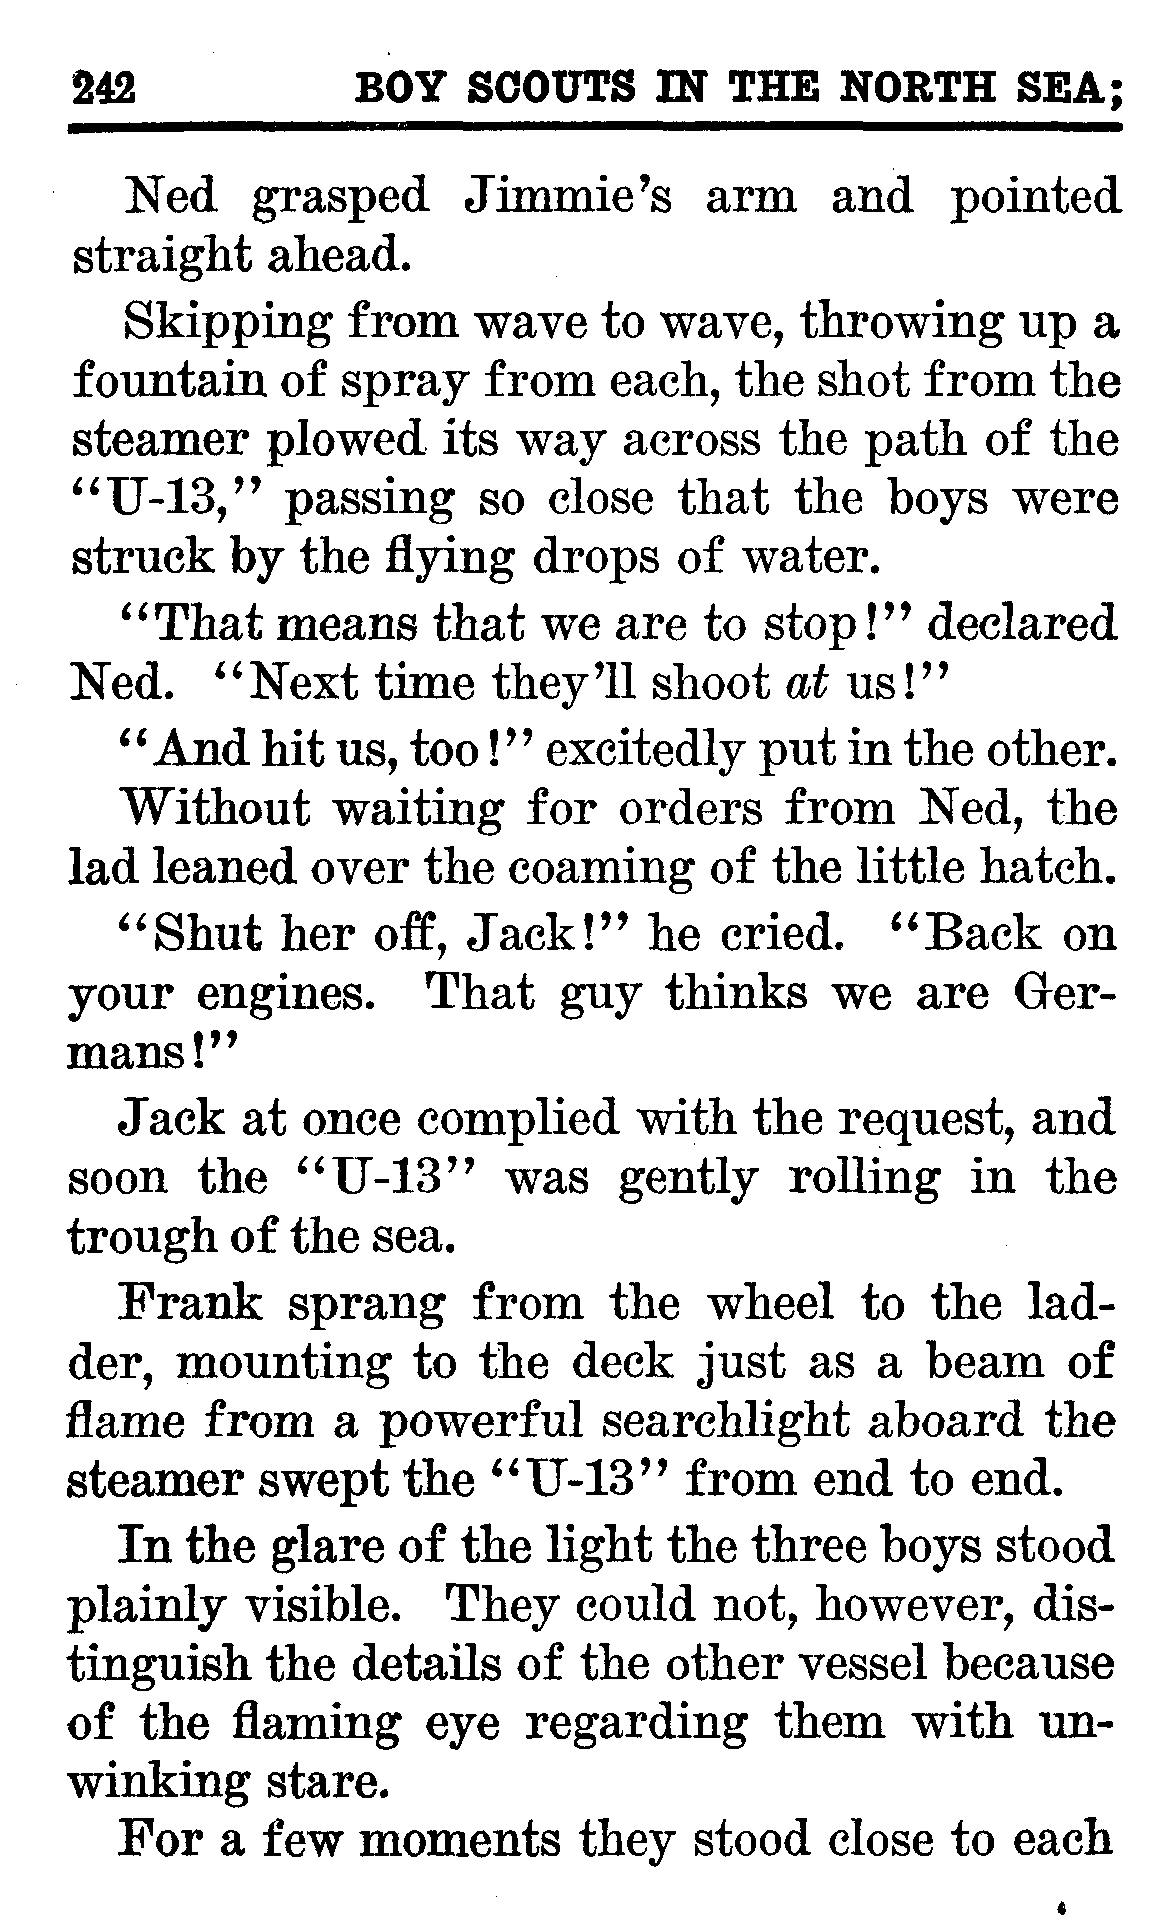 242 BOY SCOUTS IN THE NORTH SEA;
Ned grasped Jimmie's arm and pointed
straight ahead.
Skipping from wave to wave, throwing up a
fountain of spray from each, the shot from the
steamer plowed its way across the path of the
“U-13,” passing so close that the boys were
struck by the flying drops of water.
“That means that we are to stop!” declared
Ned. “Next time they'll shoot at us!”
“And hit us, too!” excitedly put in the other.
Without waiting for orders from Ned, the
lad leaned over the coaming of the little hatch.
“Shut her off, Jack!” he cried. “Back on
your engines. That guy thinks we are Ger-
mans!”
Jack at once complied with the request, and
soon the “U-13” was gently rolling in the
trough of the sea.
Frank sprang from the wheel to the lad-
der, mounting to the deck just as a beam of
flame from a powerful searchlight aboard the
steamer swept the “U-13” from end to end.
In the glare of the light the three boys stood
plainly visible. They could not, however, dis-
tinguish the details of the other vessel because
of the flaming eye regarding them with un-
winking stare.
For a few moments they stood close to each